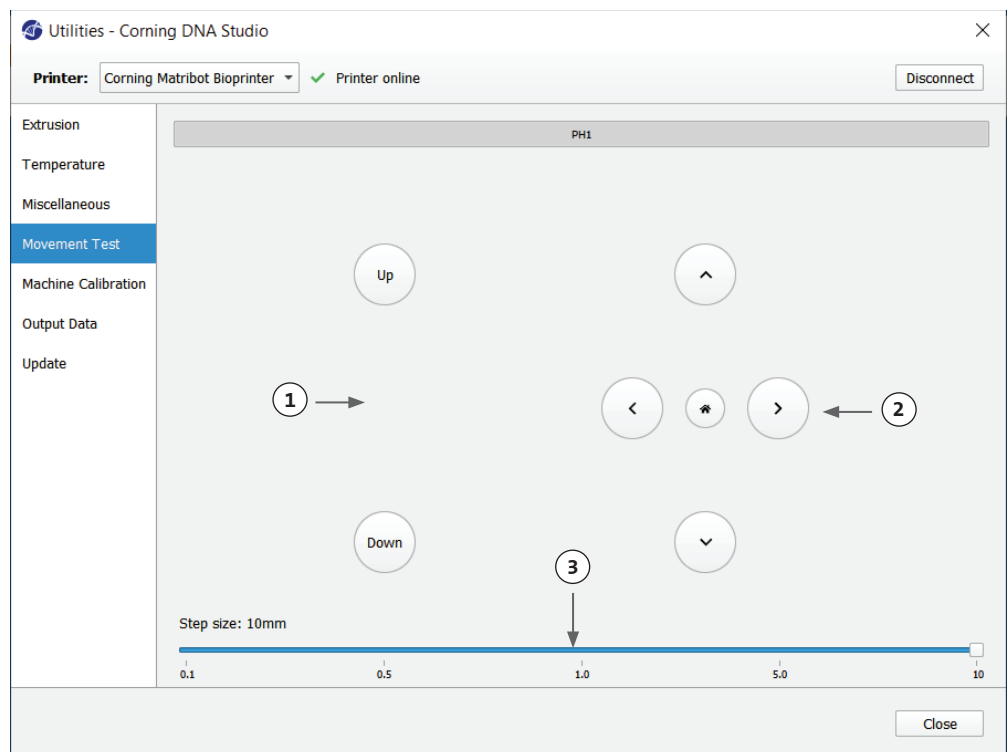 Utilities - Corning DNA Studio
Printer: Corning Matribot Bioprinter Printer online Disconnect
Extrusion
Temperature
Miscellaneous
Movement Test
Machine Calibration
Output Data
Update
PH1
Up
1
2
Down
3
Step size: 10mm
0.1 0.5 1.0 5.0 10
Close